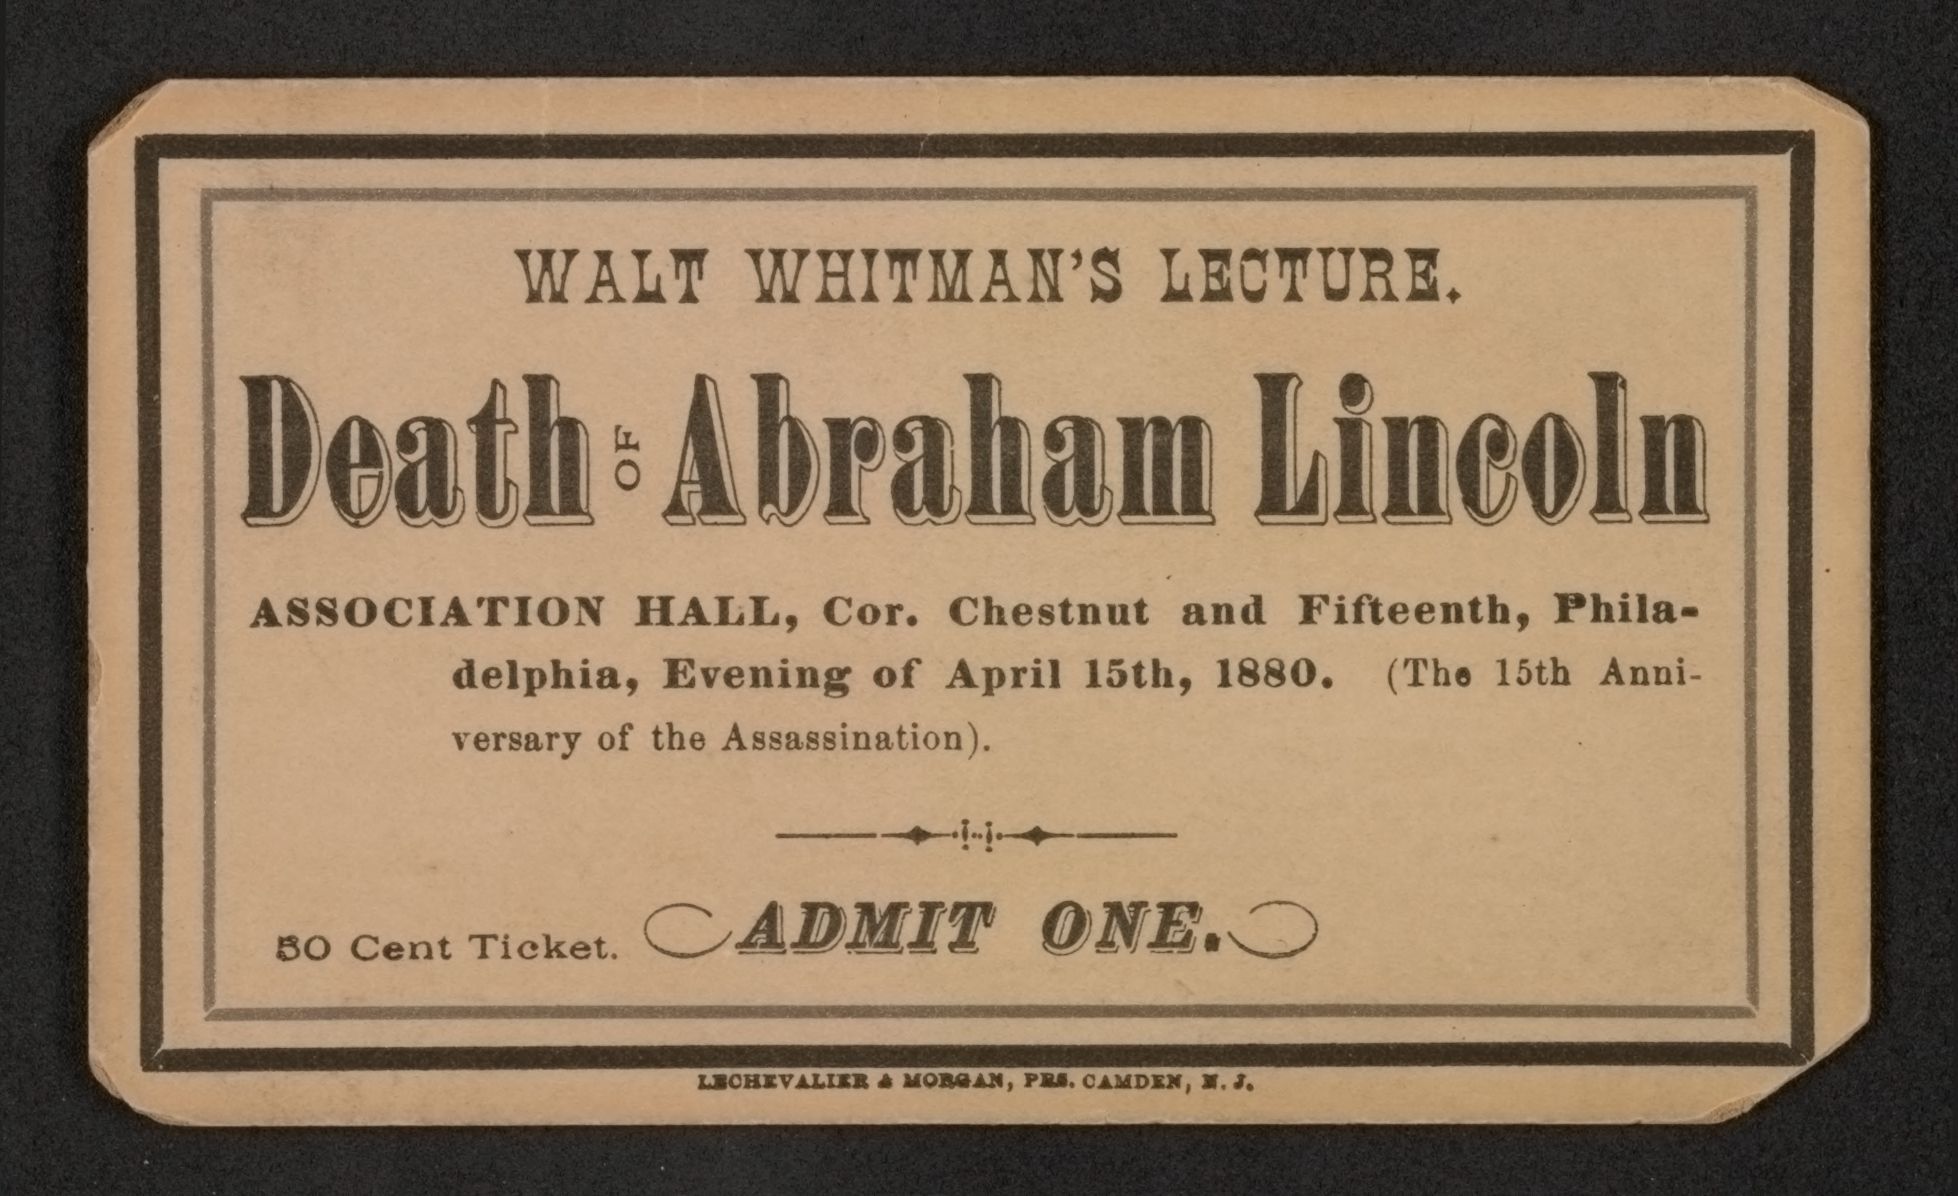 WALT WHITMAN'S LECTURE.
Death OF Abraham Lincoln
ASSOCIATION HALL, Cor. Chestnut and Fifteenth, Phila-
delphia, Evening of April 15th, 1880. (The 15th Anni-
versary of the Assassination).
50 Cent Ticket. ADMIT ONE.
LECHEVALIER & MORGAN, PRS. CAMDEN, N. J.